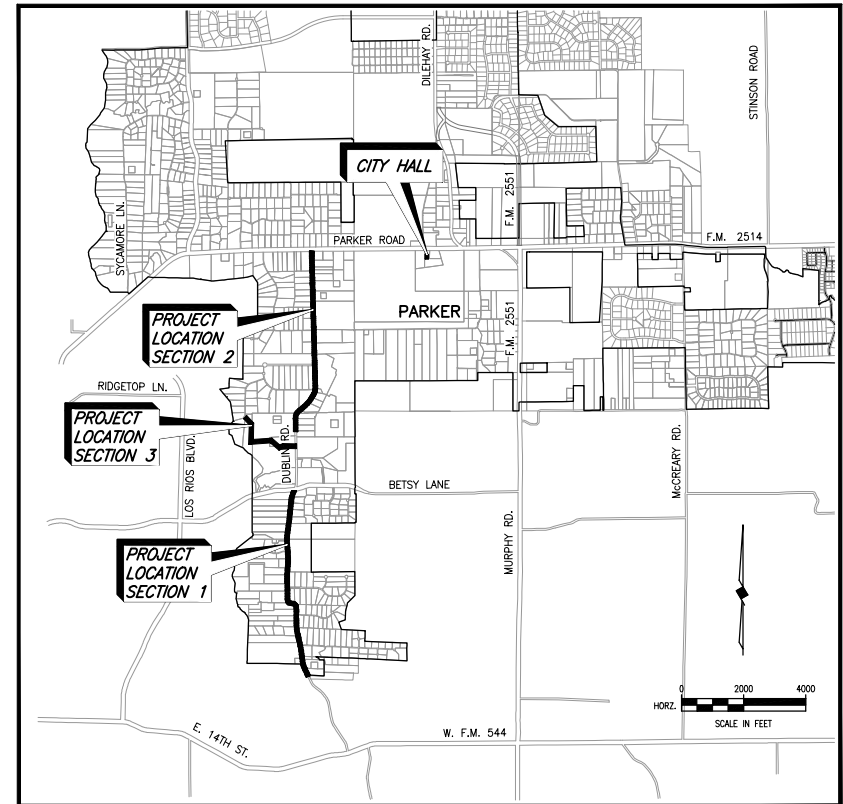 DILEHAY RD.
STINSON ROAD
CITY HALL
SYCAMORE LN.
F.M. 2551
PARKER ROAD
F.M. 2514
PROJECT
LOCATION
SECTION 2
PARKER
F.M. 2551
RIDGETOP LN.
PROJECT
LOCATION
SECTION 3
LOS RIOS BLVD.
DUBLIN RD.
McCREARY RD.
BETSY LANE
MURPHY RD.
PROJECT
LOCATION
SECTION 1
0 2000 4000
HORZ.
SCALE IN FEET
E. 14TH ST.
W. F.M. 544